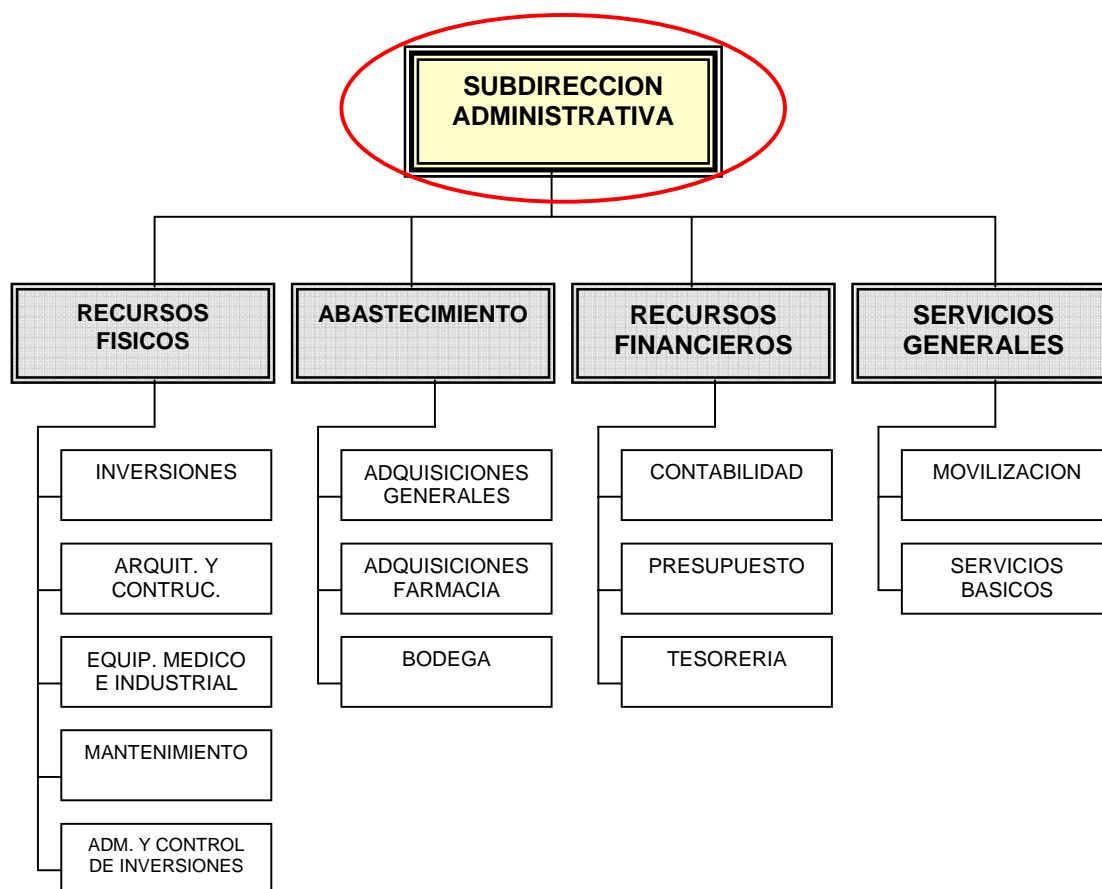 SUBDIRECCION
ADMINISTRATIVA
RECURSOS
FISICOS
ABASTECIMIENTO
RECURSOS
FINANCIEROS
SERVICIOS
GENERALES
INVERSIONES
ARQUIT. Y
CONTRUC.
EQUIP. MEDICO
E INDUSTRIAL
MANTENIMIENTO
ADM. Y CONTROL
DE INVERSIONES
ADQUISICIONES
GENERALES
ADQUISICIONES
FARMACIA
BODEGA
CONTABILIDAD
PRESUPUESTO
TESORERIA
MOVILIZACION
SERVICIOS
BASICOS